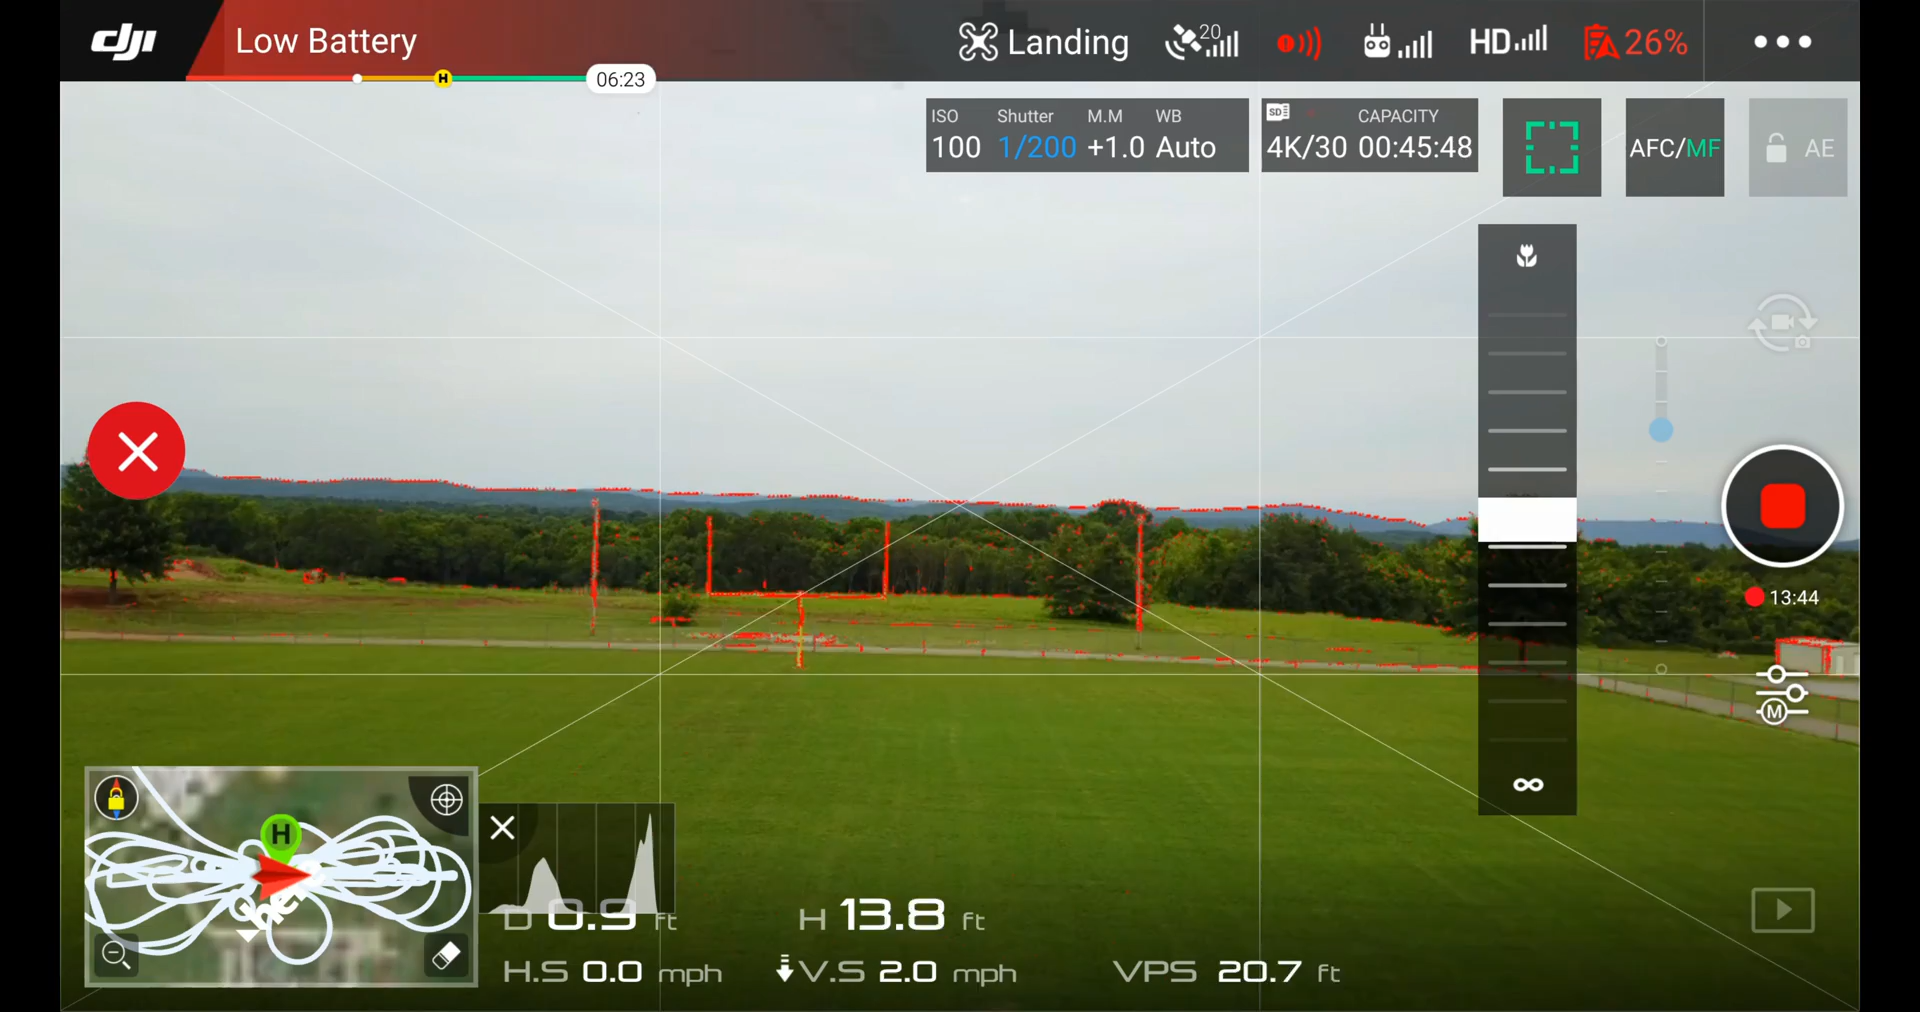 dji
Low Battery
Landing
20
HD
26%
H
06:23
ISO Shutter M.M WB
100 1/200 +1.0 Auto
SD CAPACITY
4K/30 00:45:48
AFC/MF
AE
13:44
M
H
D 0.9 ft H 13.8 ft
H.S 0.0 mph V.S 2.0 mph VPS 20.7 ft